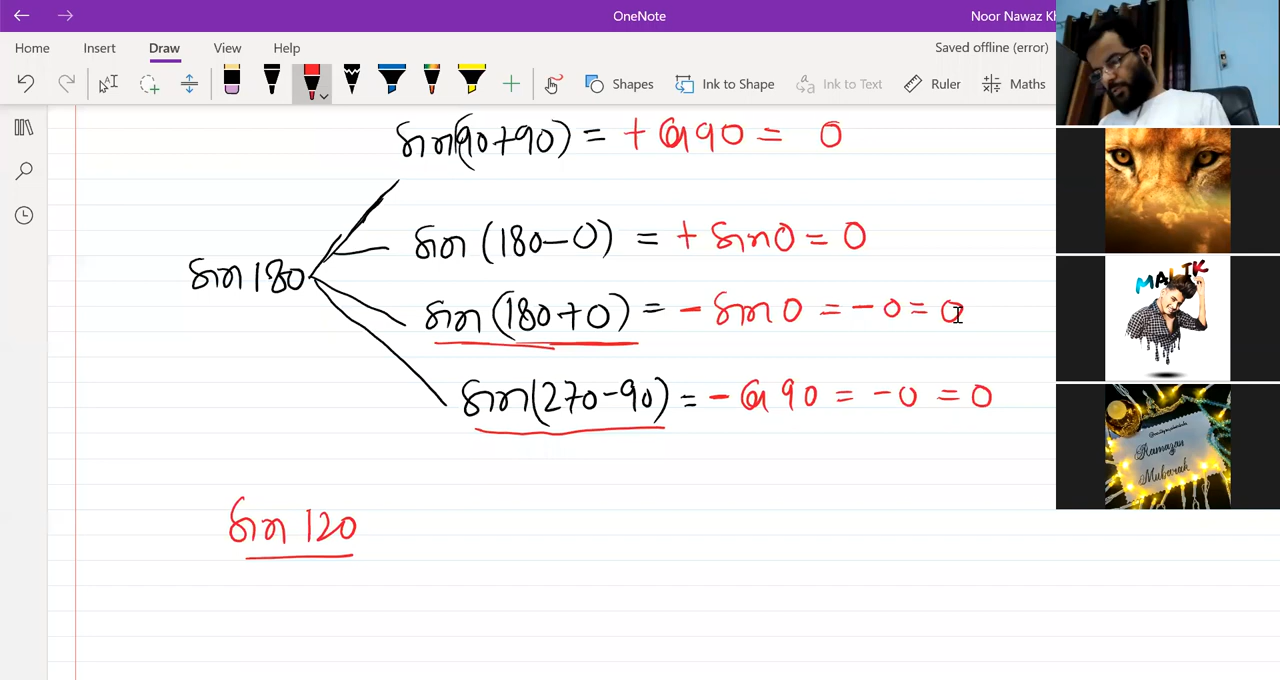 OneNote
Noor Nawaz Kh
Home Insert Draw View Help
Saved offline (error)
Shapes Ink to Shape Ink to Text Ruler Maths
sin(90+90) = + cos 90 = 0
sin 180
sin (180-0) = + sin 0 = 0
sin (180+0) = - sin 0 = -0 = 0
sin(270-90) = - cos 90 = -0 = 0
sin 120
MALIK
Ramazan
Mubarak